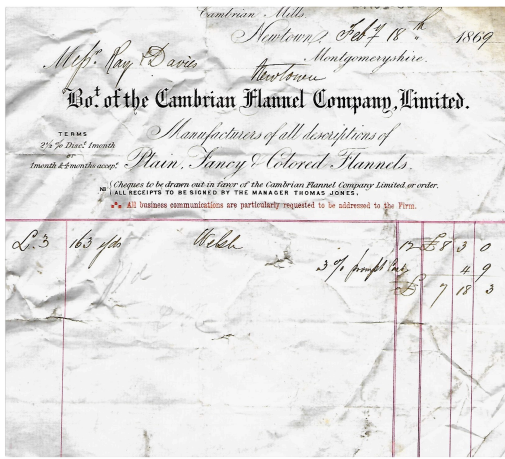 Cambrian Mills,
Newtown, Feby 18th 1869
Montgomeryshire.
Messrs Ray & Davies
Newtown
Bot. of the Cambrian Flannel Company, Limited.
TERMS
2½ % Disct. 1 month
or
1 month & 4 months accept.
Manufacturers of all descriptions of
Plain, Fancy & Colored Flannels.
NB Cheques to be drawn out in favor of the Cambrian Flannel Company Limited or order.
ALL RECEIPTS TO BE SIGNED BY THE MANAGER THOMAS JONES.
All business communications are particularly requested to be addressed to the Firm.
L.3 163 yds Welsh 12 £8 3 0
3% prompt Cash 4 9
£ 7 18 3